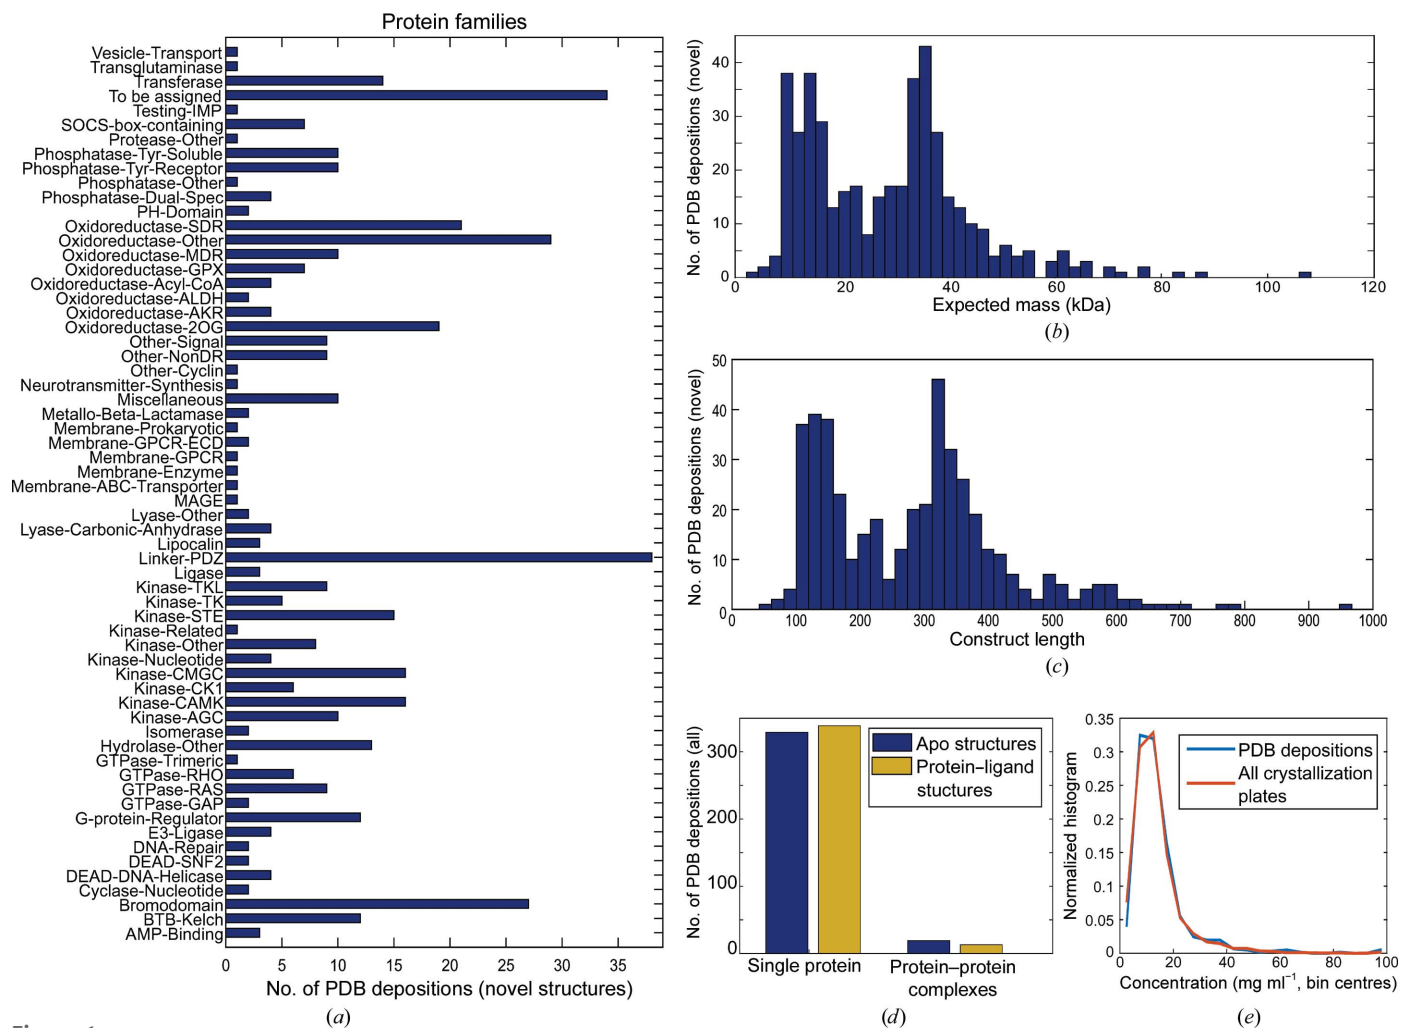 Protein families
Vesicle-Transport
Transglutaminase
Transferase
To be assigned
Testing-IMP
SOCS-box-containing
Protease-Other
Phosphatase-Tyr-Soluble
Phosphatase-Tyr-Receptor
Phosphatase-Other
Phosphatase-Dual-Spec
PH-Domain
Oxidoreductase-SDR
Oxidoreductase-Other
Oxidoreductase-MDR
Oxidoreductase-GPX
Oxidoreductase-Acyl-CoA
Oxidoreductase-ALDH
Oxidoreductase-AKR
Oxidoreductase-2OG
Other-Signal
Other-NonDR
Other-Cyclin
Neurotransmitter-Synthesis
Miscellaneous
Metallo-Beta-Lactamase
Membrane-Prokaryotic
Membrane-GPCR-ECD
Membrane-GPCR
Membrane-Enzyme
Membrane-ABC-Transporter
MAGE
Lyase-Other
Lyase-Carbonic-Anhydrase
Lipocalin
Linker-PDZ
Ligase
Kinase-TKL
Kinase-TK
Kinase-STE
Kinase-Related
Kinase-Other
Kinase-Nucleotide
Kinase-CMGC
Kinase-CK1
Kinase-CAMK
Kinase-AGC
Isomerase
Hydrolase-Other
GTPase-Trimeric
GTPase-RHO
GTPase-RAS
GTPase-GAP
G-protein-Regulator
E3-Ligase
DNA-Repair
DEAD-SNF2
DEAD-DNA-Helicase
Cyclase-Nucleotide
Bromodomain
BTB-Kelch
AMP-Binding
0 5 10 15 20 25 30 35
No. of PDB depositions (novel structures)
(a)
No. of PDB depositions (novel)
40
30
20
10
0
0 20 40 60 80 100 120
Expected mass (kDa)
(b)
No. of PDB depositions (novel)
50
40
30
20
10
0
0 100 200 300 400 500 600 700 800 900 1000
Construct length
(c)
No. of PDB depositions (all)
300
200
100
0
Apo structures
Protein–ligand
stuctures
Single protein
Protein–protein
complexes
(d)
Normalized histogram
0.35
0.3
0.25
0.2
0.15
0.1
0.05
0
PDB depositions
All crystallization
plates
0 20 40 60 80 100
Concentration (mg ml⁻¹, bin centres)
(e)